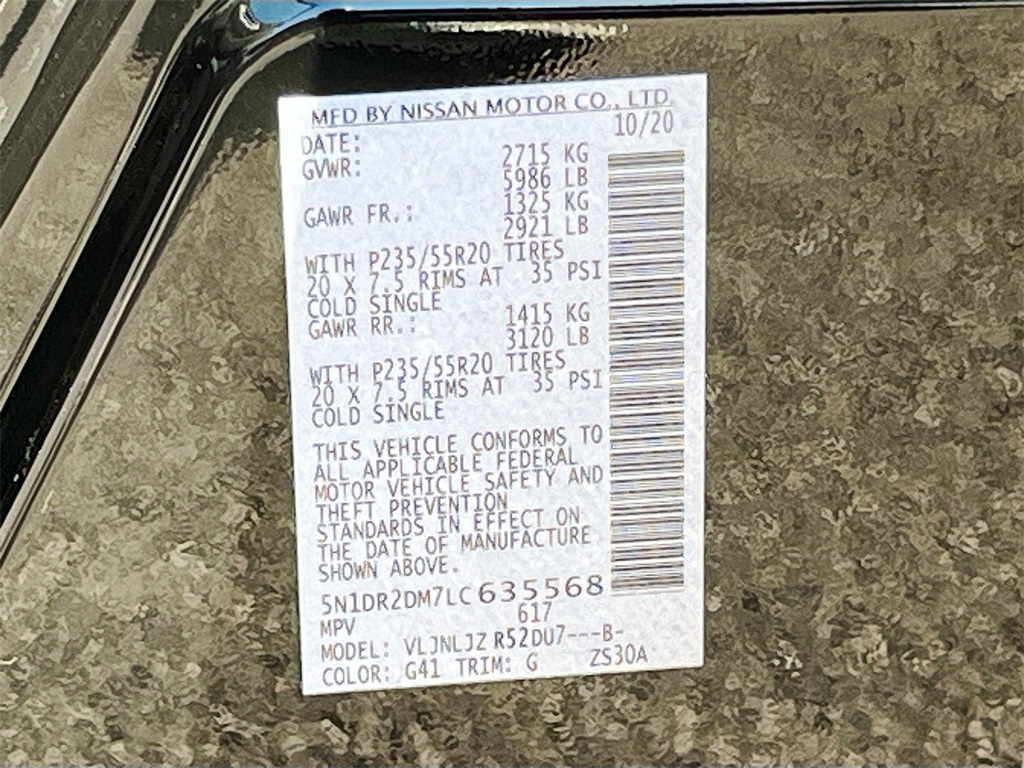 MFD BY NISSAN MOTOR CO., LTD.
DATE: 10/20
GVWR: 2715 KG
5986 LB
GAWR FR.: 1325 KG
2921 LB
WITH P235/55R20 TIRES
20 X 7.5 RIMS AT 35 PSI
COLD SINGLE
GAWR RR.: 1415 KG
3120 LB
WITH P235/55R20 TIRES
20 X 7.5 RIMS AT 35 PSI
COLD SINGLE
THIS VEHICLE CONFORMS TO
ALL APPLICABLE FEDERAL
MOTOR VEHICLE SAFETY AND
THEFT PREVENTION
STANDARDS IN EFFECT ON
THE DATE OF MANUFACTURE
SHOWN ABOVE.
5N1DR2DM7LC635568
MPV 617
MODEL: VLJNLJZ R52DU7---B-
COLOR: G41 TRIM: G ZS30A